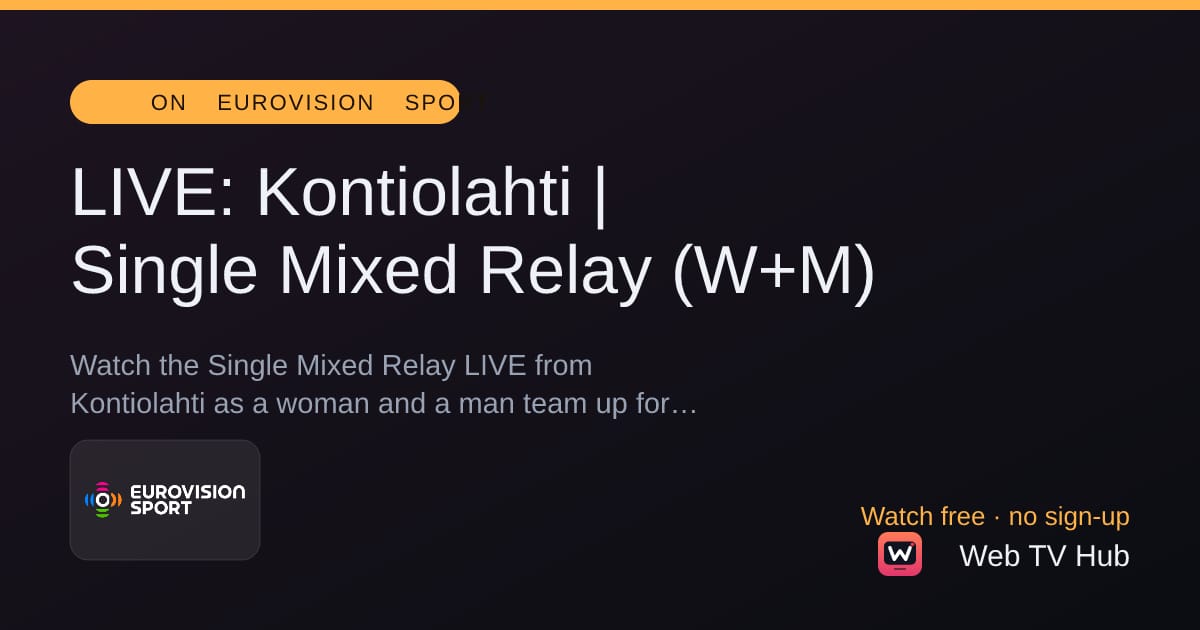 ON EUROVISION SPORT
LIVE: Kontiolahti |
Single Mixed Relay (W+M)
Watch the Single Mixed Relay LIVE from
Kontiolahti as a woman and a man team up for…
EUROVISION
SPORT
Watch free · no sign-up
W
Web TV Hub